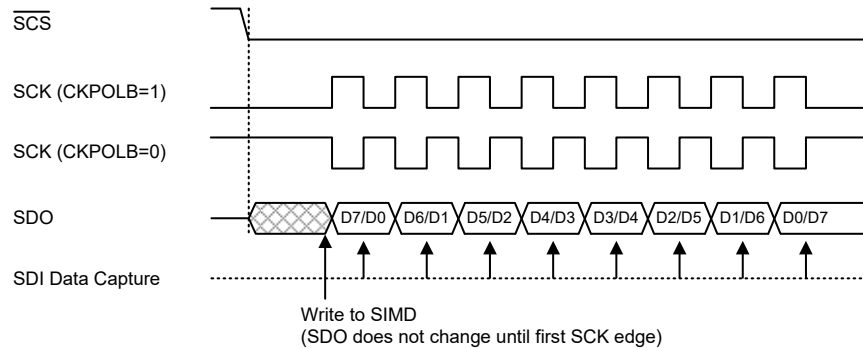 SCS
SCK (CKPOLB=1)
SCK (CKPOLB=0)
SDO
D7/D0 D6/D1 D5/D2 D4/D3 D3/D4 D2/D5 D1/D6 D0/D7
SDI Data Capture
Write to SIMD
(SDO does not change until first SCK edge)